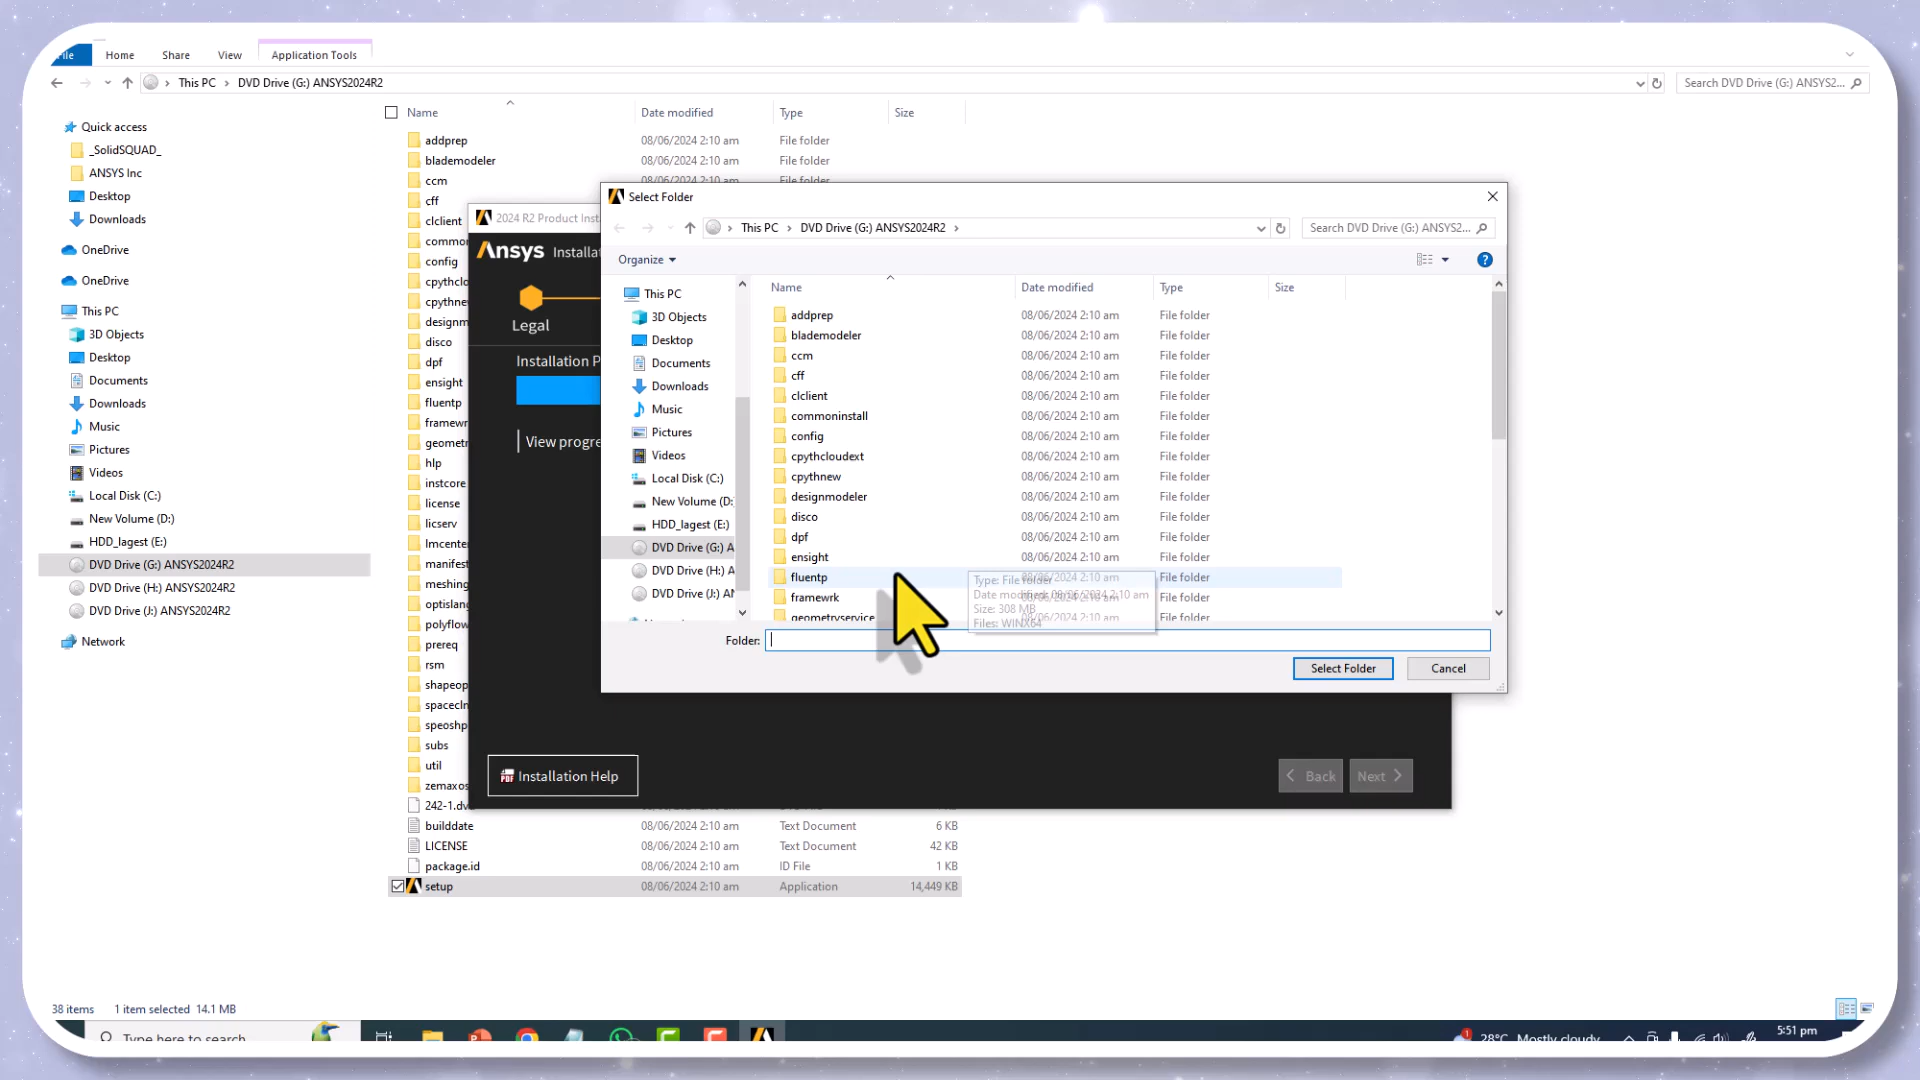 File
Home
Share
View
Application Tools
This PC
DVD Drive (G:) ANSYS2024R2
Search DVD Drive (G:) ANSYS2...
Quick access
_SolidSQUAD_
ANSYS Inc
Desktop
Downloads
OneDrive
OneDrive
This PC
3D Objects
Desktop
Documents
Downloads
Music
Pictures
Videos
Local Disk (C:)
New Volume (D:)
HDD_lagest (E:)
DVD Drive (G:) ANSYS2024R2
DVD Drive (H:) ANSYS2024R2
DVD Drive (J:) ANSYS2024R2
Network
Name Date modified Type Size
addprep 08/06/2024 2:10 am File folder
blademodeler 08/06/2024 2:10 am File folder
ccm 08/06/2024 2:10 am File folder
cff
clclient
commo
config
cpythclo
cpythnew
designm
disco
dpf
ensight
fluentp
framewr
geomet
hlp
instcore
license
licserv
lmcente
manifest
meshing
optislan
polyflow
prereq
rsm
shapeop
spacecln
speoshp
subs
util
zemaxos
242-1.dv
builddate 08/06/2024 2:10 am Text Document 6 KB
LICENSE 08/06/2024 2:10 am Text Document 42 KB
package.id 08/06/2024 2:10 am ID File 1 KB
setup 08/06/2024 2:10 am Application 14,449 KB
2024 R2 Product Inst
Ansys Installa
Legal
Installation P
View progre
PDF Installation Help
Back
Next
Select Folder
This PC
DVD Drive (G:) ANSYS2024R2
Search DVD Drive (G:) ANSYS2...
Organize
This PC
3D Objects
Desktop
Documents
Downloads
Music
Pictures
Videos
Local Disk (C:)
New Volume (D:
HDD_lagest (E:)
DVD Drive (G:) A
DVD Drive (H:) A
DVD Drive (J:) AN
Name Date modified Type Size
addprep 08/06/2024 2:10 am File folder
blademodeler 08/06/2024 2:10 am File folder
ccm 08/06/2024 2:10 am File folder
cff 08/06/2024 2:10 am File folder
clclient 08/06/2024 2:10 am File folder
commoninstall 08/06/2024 2:10 am File folder
config 08/06/2024 2:10 am File folder
cpythcloudext 08/06/2024 2:10 am File folder
cpythnew 08/06/2024 2:10 am File folder
designmodeler 08/06/2024 2:10 am File folder
disco 08/06/2024 2:10 am File folder
dpf 08/06/2024 2:10 am File folder
ensight 08/06/2024 2:10 am File folder
fluentp 08/06/2024 2:10 am File folder
framewrk 08/06/2024 2:10 am File folder
geometryservice 08/06/2024 2:10 am File folder
Type: File folder
Date modified: 08/06/2024 2:10 am
Size: 308 MB
Files: WINX64
Folder:
Select Folder
Cancel
38 items 1 item selected 14.1 MB
Type here to search
1
28°C Mostly cloudy
5:51 pm